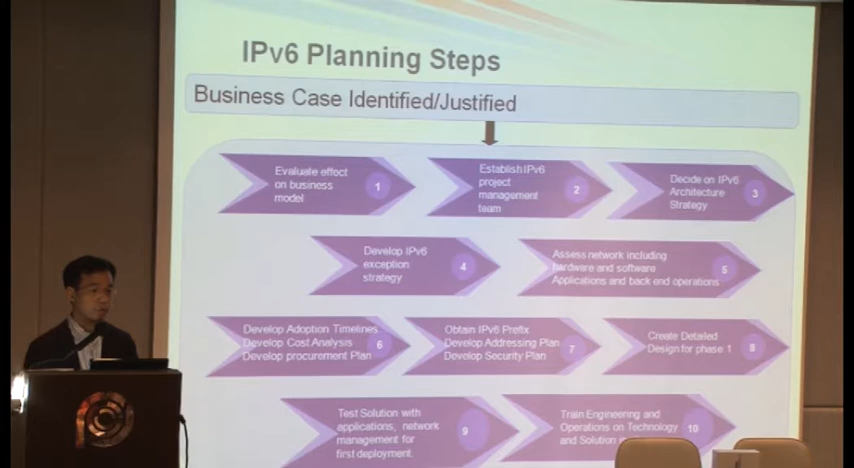 IPv6 Planning Steps
Business Case Identified/Justified
Evaluate effect
on business
model
1
Establish IPv6
project
management
team
2
Decide on IPv6
Architecture
Strategy
3
Develop IPv6
exception
strategy
4
Assess network including
hardware and software
Applications and back end operations
5
Develop Adoption Timelines
Develop Cost Analysis
Develop procurement Plan
6
Obtain IPv6 Prefix
Develop Addressing Plan
Develop Security Plan
7
Create Detailed
Design for phase 1
8
Test Solution with
applications, network
management for
first deployment.
9
Train Engineering and
Operations on Technology
and Solution
10